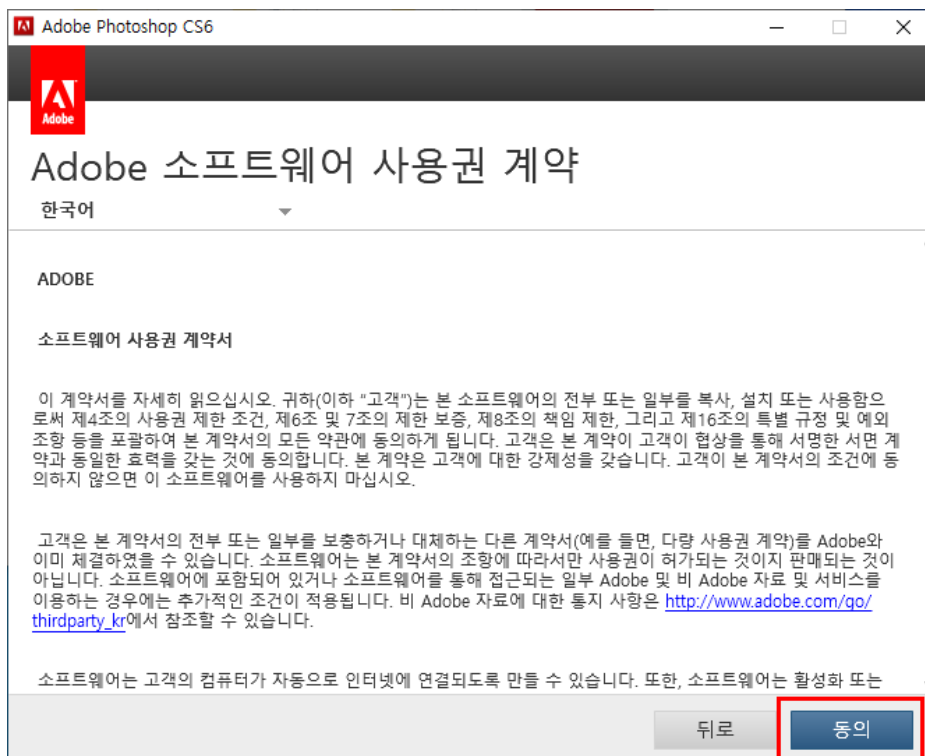 Adobe Photoshop CS6
Adobe
Adobe 소프트웨어 사용권 계약
한국어
ADOBE
소프트웨어 사용권 계약서
이 계약서를 자세히 읽으십시오. 귀하(이하 "고객")는 본 소프트웨어의 전부 또는 일부를 복사, 설치 또는 사용함으
로써 제4조의 사용권 제한 조건, 제6조 및 7조의 제한 보증, 제8조의 책임 제한, 그리고 제16조의 특별 규정 및 예외
조항 등을 포괄하여 본 계약서의 모든 약관에 동의하게 됩니다. 고객은 본 계약이 고객이 협상을 통해 서명한 서면 계
약과 동일한 효력을 갖는 것에 동의합니다. 본 계약은 고객에 대한 강제성을 갖습니다. 고객이 본 계약서의 조건에 동
의하지 않으면 이 소프트웨어를 사용하지 마십시오.
고객은 본 계약서의 전부 또는 일부를 보충하거나 대체하는 다른 계약서(예를 들면, 다량 사용권 계약)를 Adobe와
이미 체결하였을 수 있습니다. 소프트웨어는 본 계약서의 조항에 따라서만 사용권이 허가되는 것이지 판매되는 것이
아닙니다. 소프트웨어에 포함되어 있거나 소프트웨어를 통해 접근되는 일부 Adobe 및 비 Adobe 자료 및 서비스를
이용하는 경우에는 추가적인 조건이 적용됩니다. 비 Adobe 자료에 대한 통지 사항은 http://www.adobe.com/go/
thirdparty_kr에서 참조할 수 있습니다.
소프트웨어는 고객의 컴퓨터가 자동으로 인터넷에 연결되도록 만들 수 있습니다. 또한, 소프트웨어는 활성화 또는
뒤로
동의